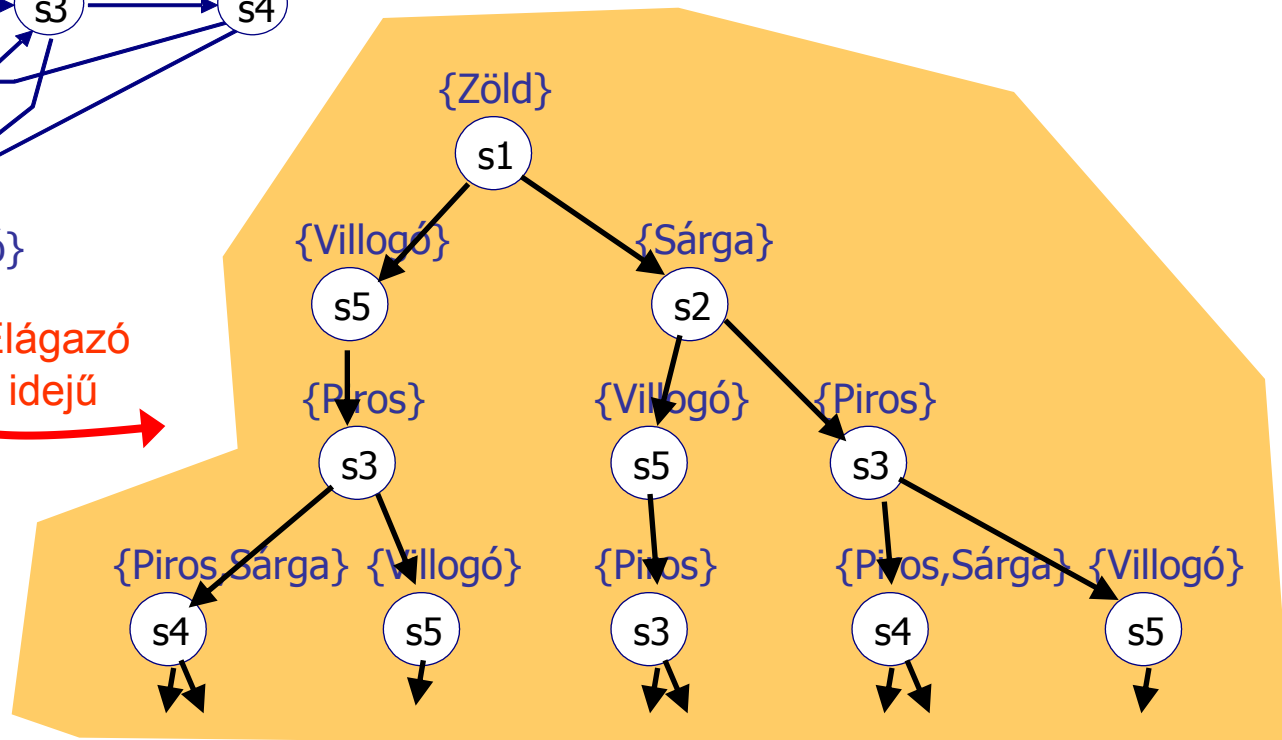 s3 s4
{Zöld}
s1
{Villogó} {Sárga}
ó}
s5 s2
Elágazó
idejű
{Piros} {Villogó} {Piros}
s3 s5 s3
{Piros,Sárga} {Villogó} {Piros} {Piros,Sárga} {Villogó}
s4 s5 s3 s4 s5